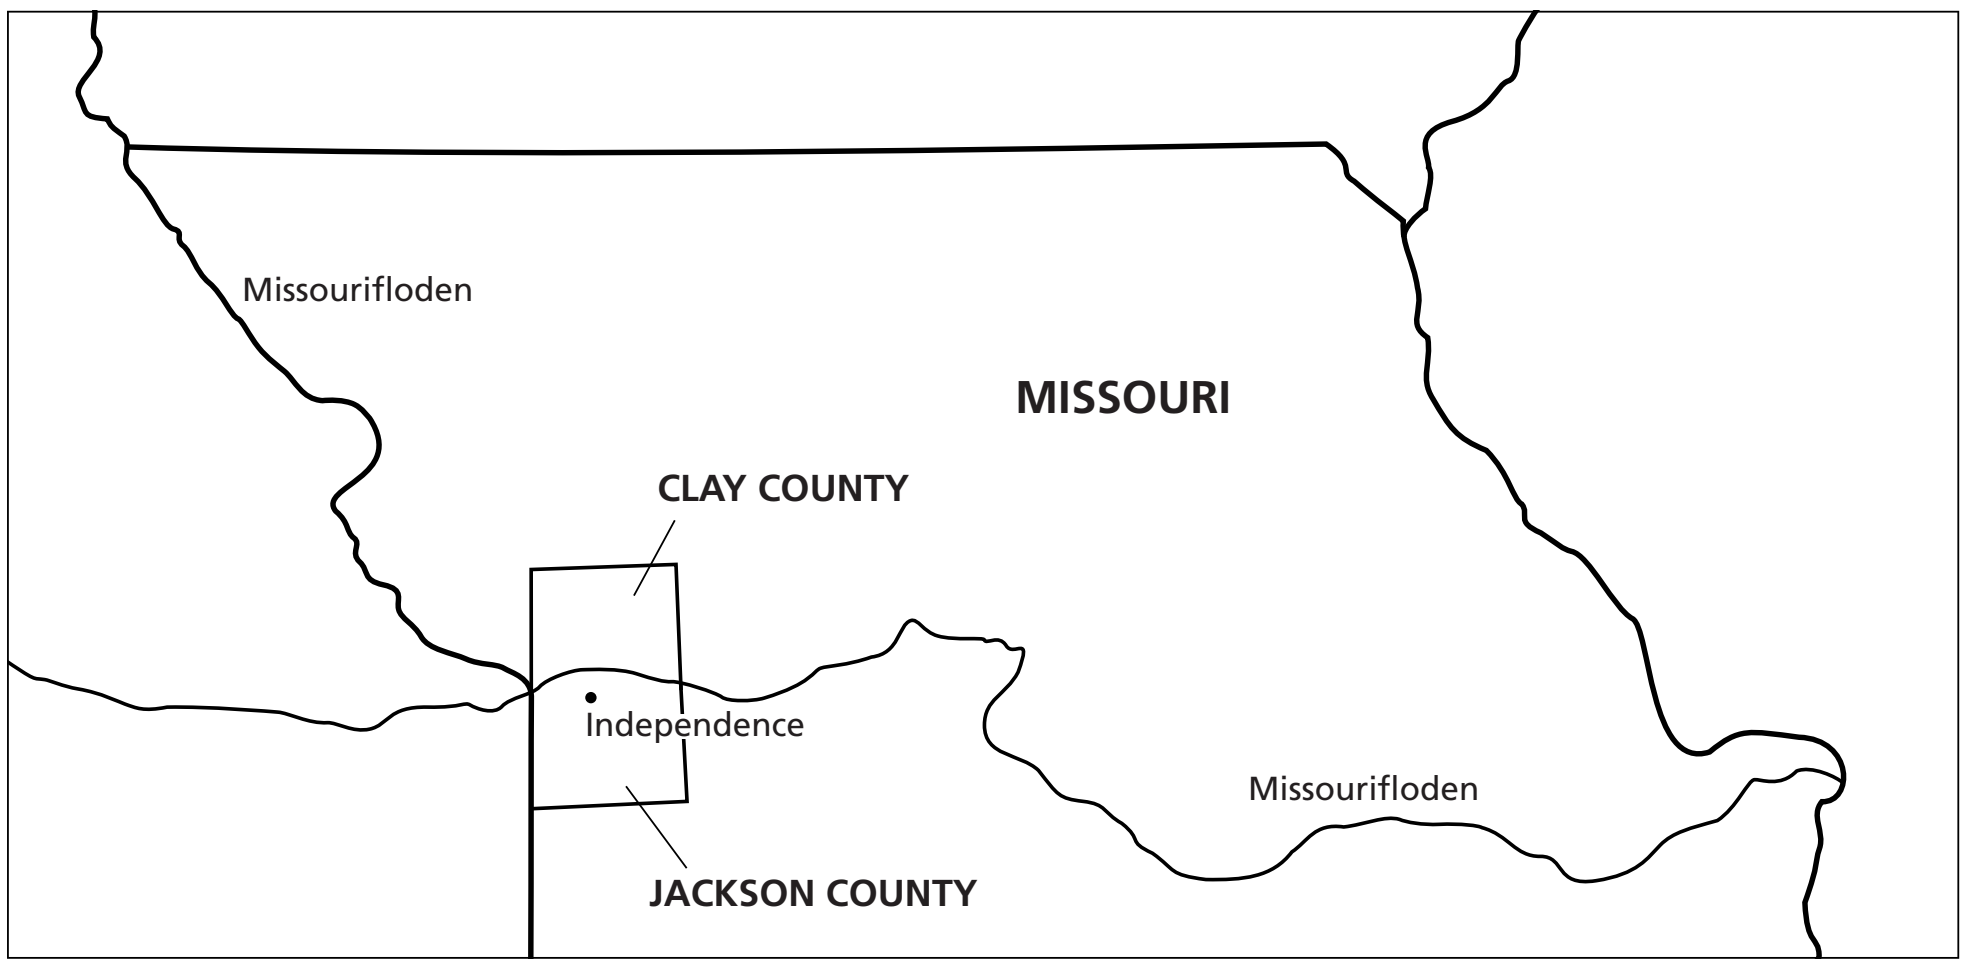 Missourifloden
MISSOURI
CLAY COUNTY
Independence
Missourifloden
JACKSON COUNTY